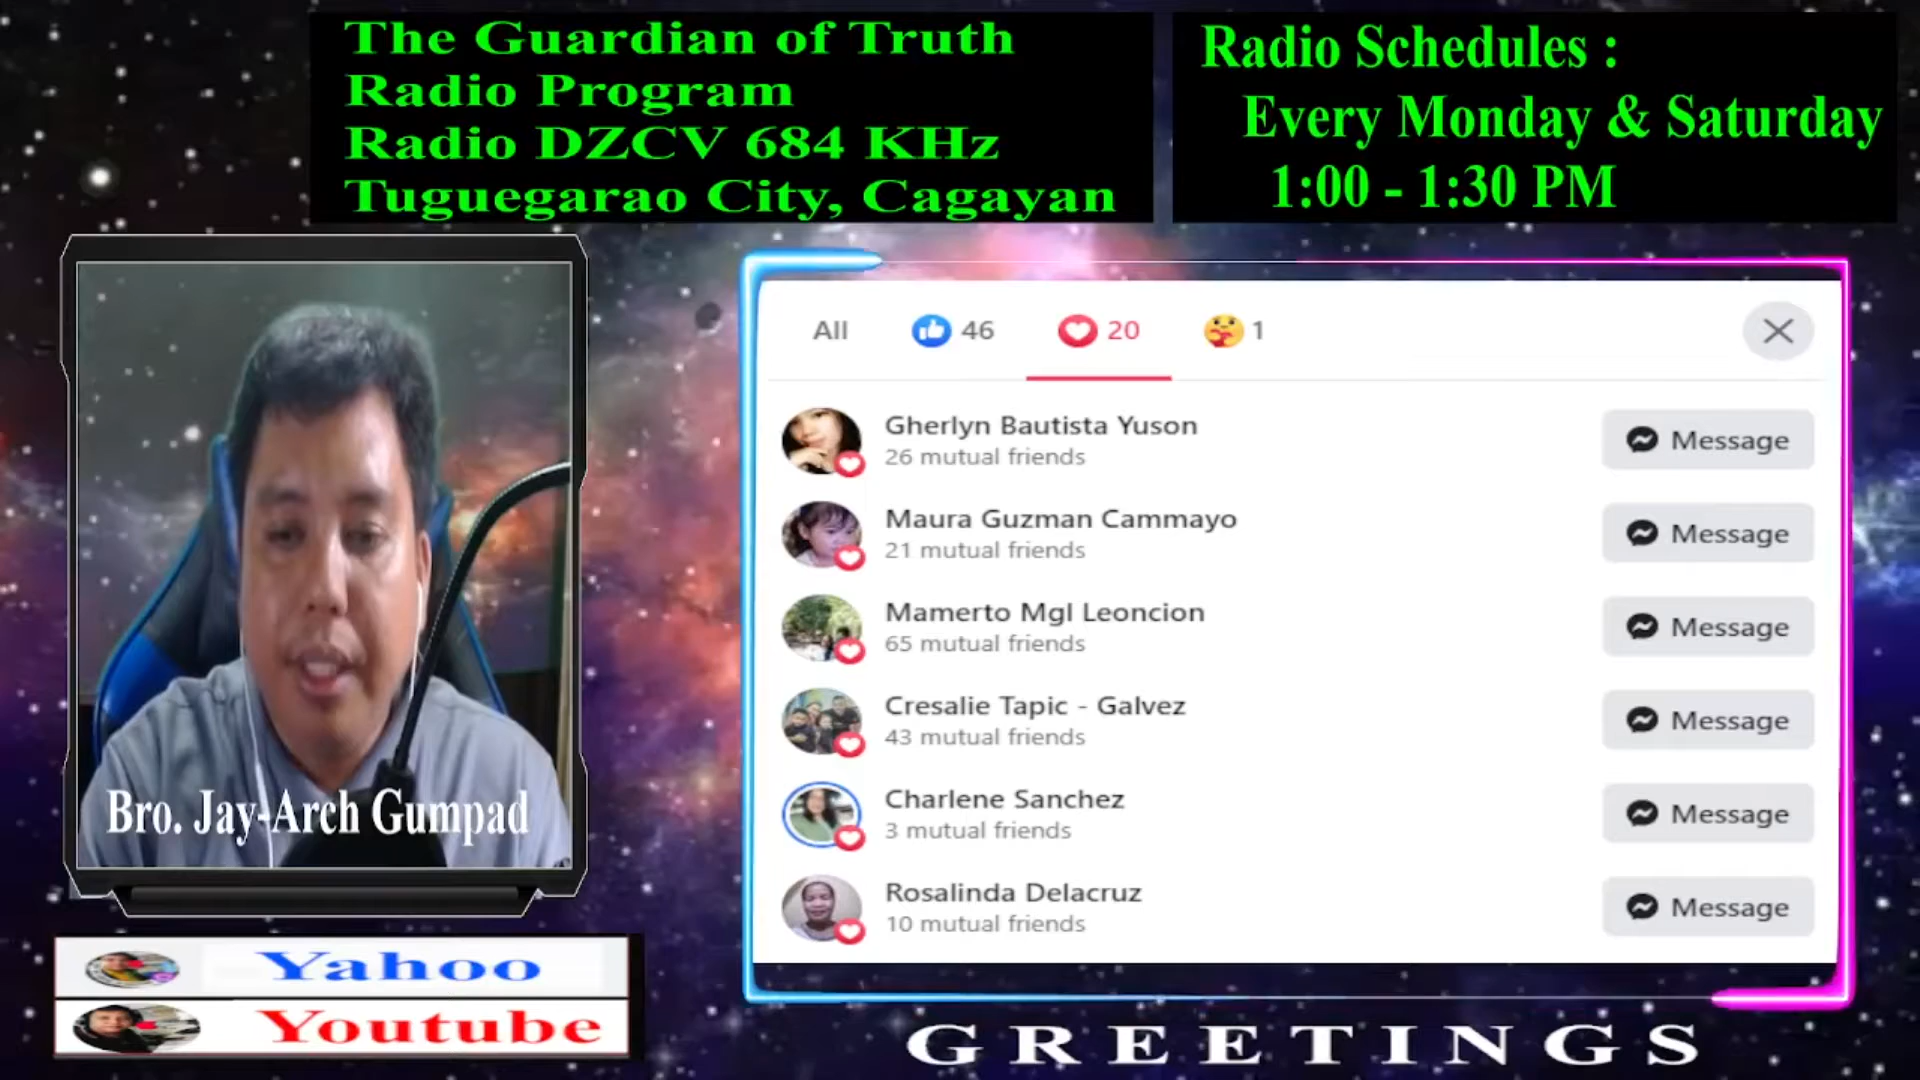 The Guardian of Truth
Radio Program
Radio DZCV 684 KHz
Tuguegarao City, Cagayan
Radio Schedules :
Every Monday & Saturday
1:00 - 1:30 PM
All
46
20
1
Gherlyn Bautista Yuson
26 mutual friends
Message
Maura Guzman Cammayo
21 mutual friends
Message
Mamerto Mgl Leoncion
65 mutual friends
Message
Cresalie Tapic - Galvez
43 mutual friends
Message
Charlene Sanchez
3 mutual friends
Message
Rosalinda Delacruz
10 mutual friends
Message
Bro. Jay-Arch Gumpad
Yahoo
Youtube
GREETINGS